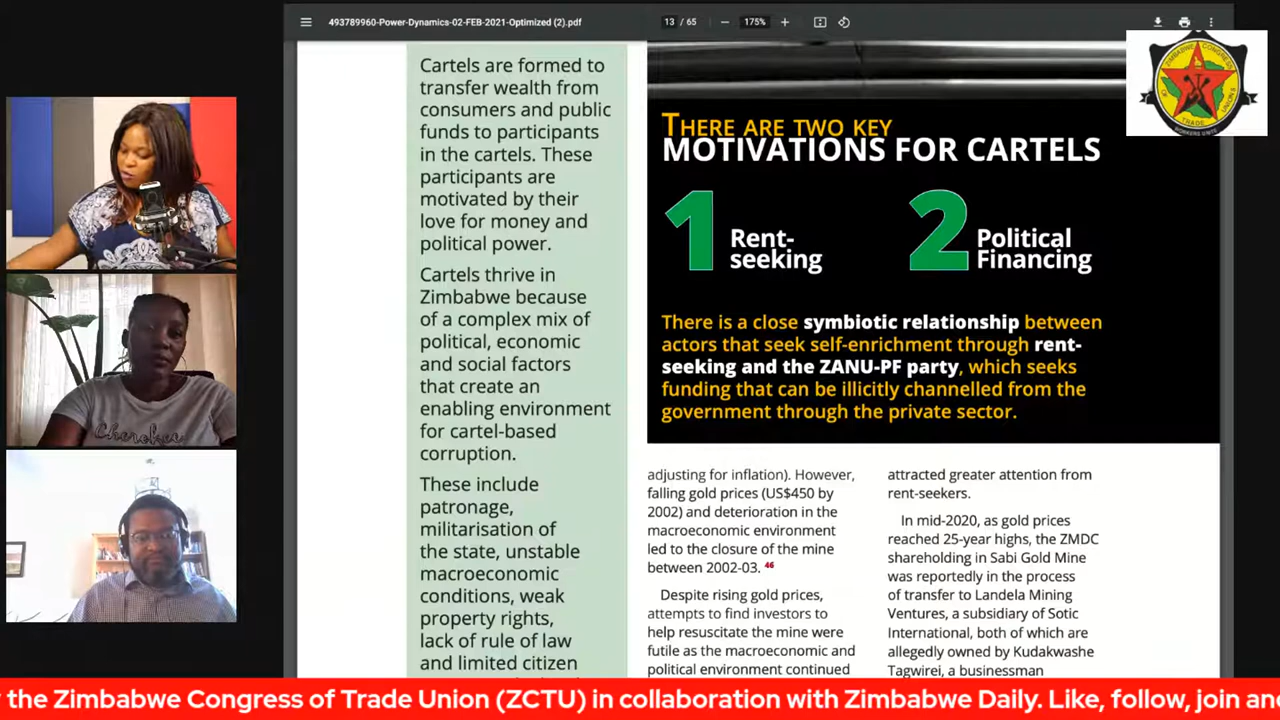 493789960-Power-Dynamics-02-FEB-2021-Optimized (2).pdf
13 / 65
175%
ZIMBABWE CONGRESS OF TRADE UNIONS
WORKERS UNITE
Cartels are formed to
transfer wealth from
consumers and public
funds to participants
in the cartels. These
participants are
motivated by their
love for money and
political power.
Cartels thrive in
Zimbabwe because
of a complex mix of
political, economic
and social factors
that create an
enabling environment
for cartel-based
corruption.
These include
patronage,
militarisation of
the state, unstable
macroeconomic
conditions, weak
property rights,
lack of rule of law
and limited citizen
THERE ARE TWO KEY
MOTIVATIONS FOR CARTELS
1 Rent-
seeking
2 Political
Financing
There is a close symbiotic relationship between
actors that seek self-enrichment through rent-
seeking and the ZANU-PF party, which seeks
funding that can be illicitly channelled from the
government through the private sector.
adjusting for inflation). However,
falling gold prices (US$450 by
2002) and deterioration in the
macroeconomic environment
led to the closure of the mine
between 2002-03. 46
Despite rising gold prices,
attempts to find investors to
help resuscitate the mine were
futile as the macroeconomic and
political environment continued
attracted greater attention from
rent-seekers.
In mid-2020, as gold prices
reached 25-year highs, the ZMDC
shareholding in Sabi Gold Mine
was reportedly in the process
of transfer to Landela Mining
Ventures, a subsidiary of Sotic
International, both of which are
allegedly owned by Kudakwashe
Tagwirei, a businessman
Cherokee
the Zimbabwe Congress of Trade Union (ZCTU) in collaboration with Zimbabwe Daily. Like, follow, join and